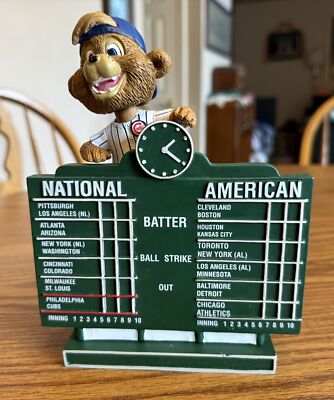 NATIONAL
PITTSBURGH
LOS ANGELES (NL)
ATLANTA
ARIZONA
NEW YORK (NL)
WASHINGTON
CINCINNATI
COLORADO
MILWAUKEE
ST. LOUIS
PHILADELPHIA
CUBS
INNING 1 2 3 4 5 6 7 8 9 10
BATTER
BALL STRIKE
OUT
AMERICAN
CLEVELAND
BOSTON
HOUSTON
KANSAS CITY
TORONTO
NEW YORK (AL)
LOS ANGELES (AL)
MINNESOTA
BALTIMORE
DETROIT
CHICAGO
ATHLETICS
INNING 1 2 3 4 5 6 7 8 9 10